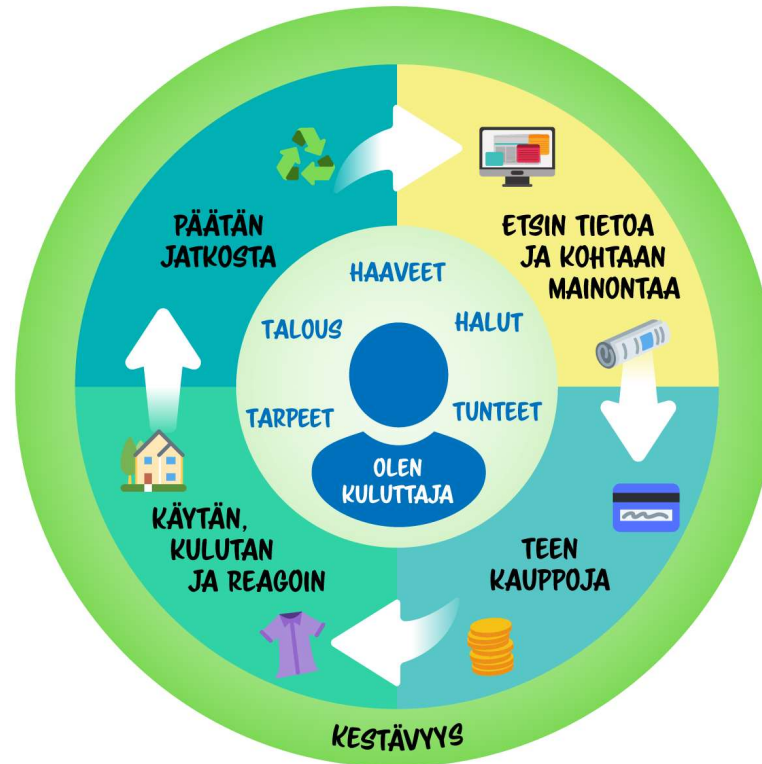 PÄÄTÄN
JATKOSTA
ETSIN TIETOA
JA KOHTAAN
MAINONTAA
HAAVEET
TALOUS
HALUT
TARPEET
TUNTEET
OLEN
KULUTTAJA
KÄYTÄN,
KULUTAN
JA REAGOIN
TEEN
KAUPPOJA
KESTÄVYYS